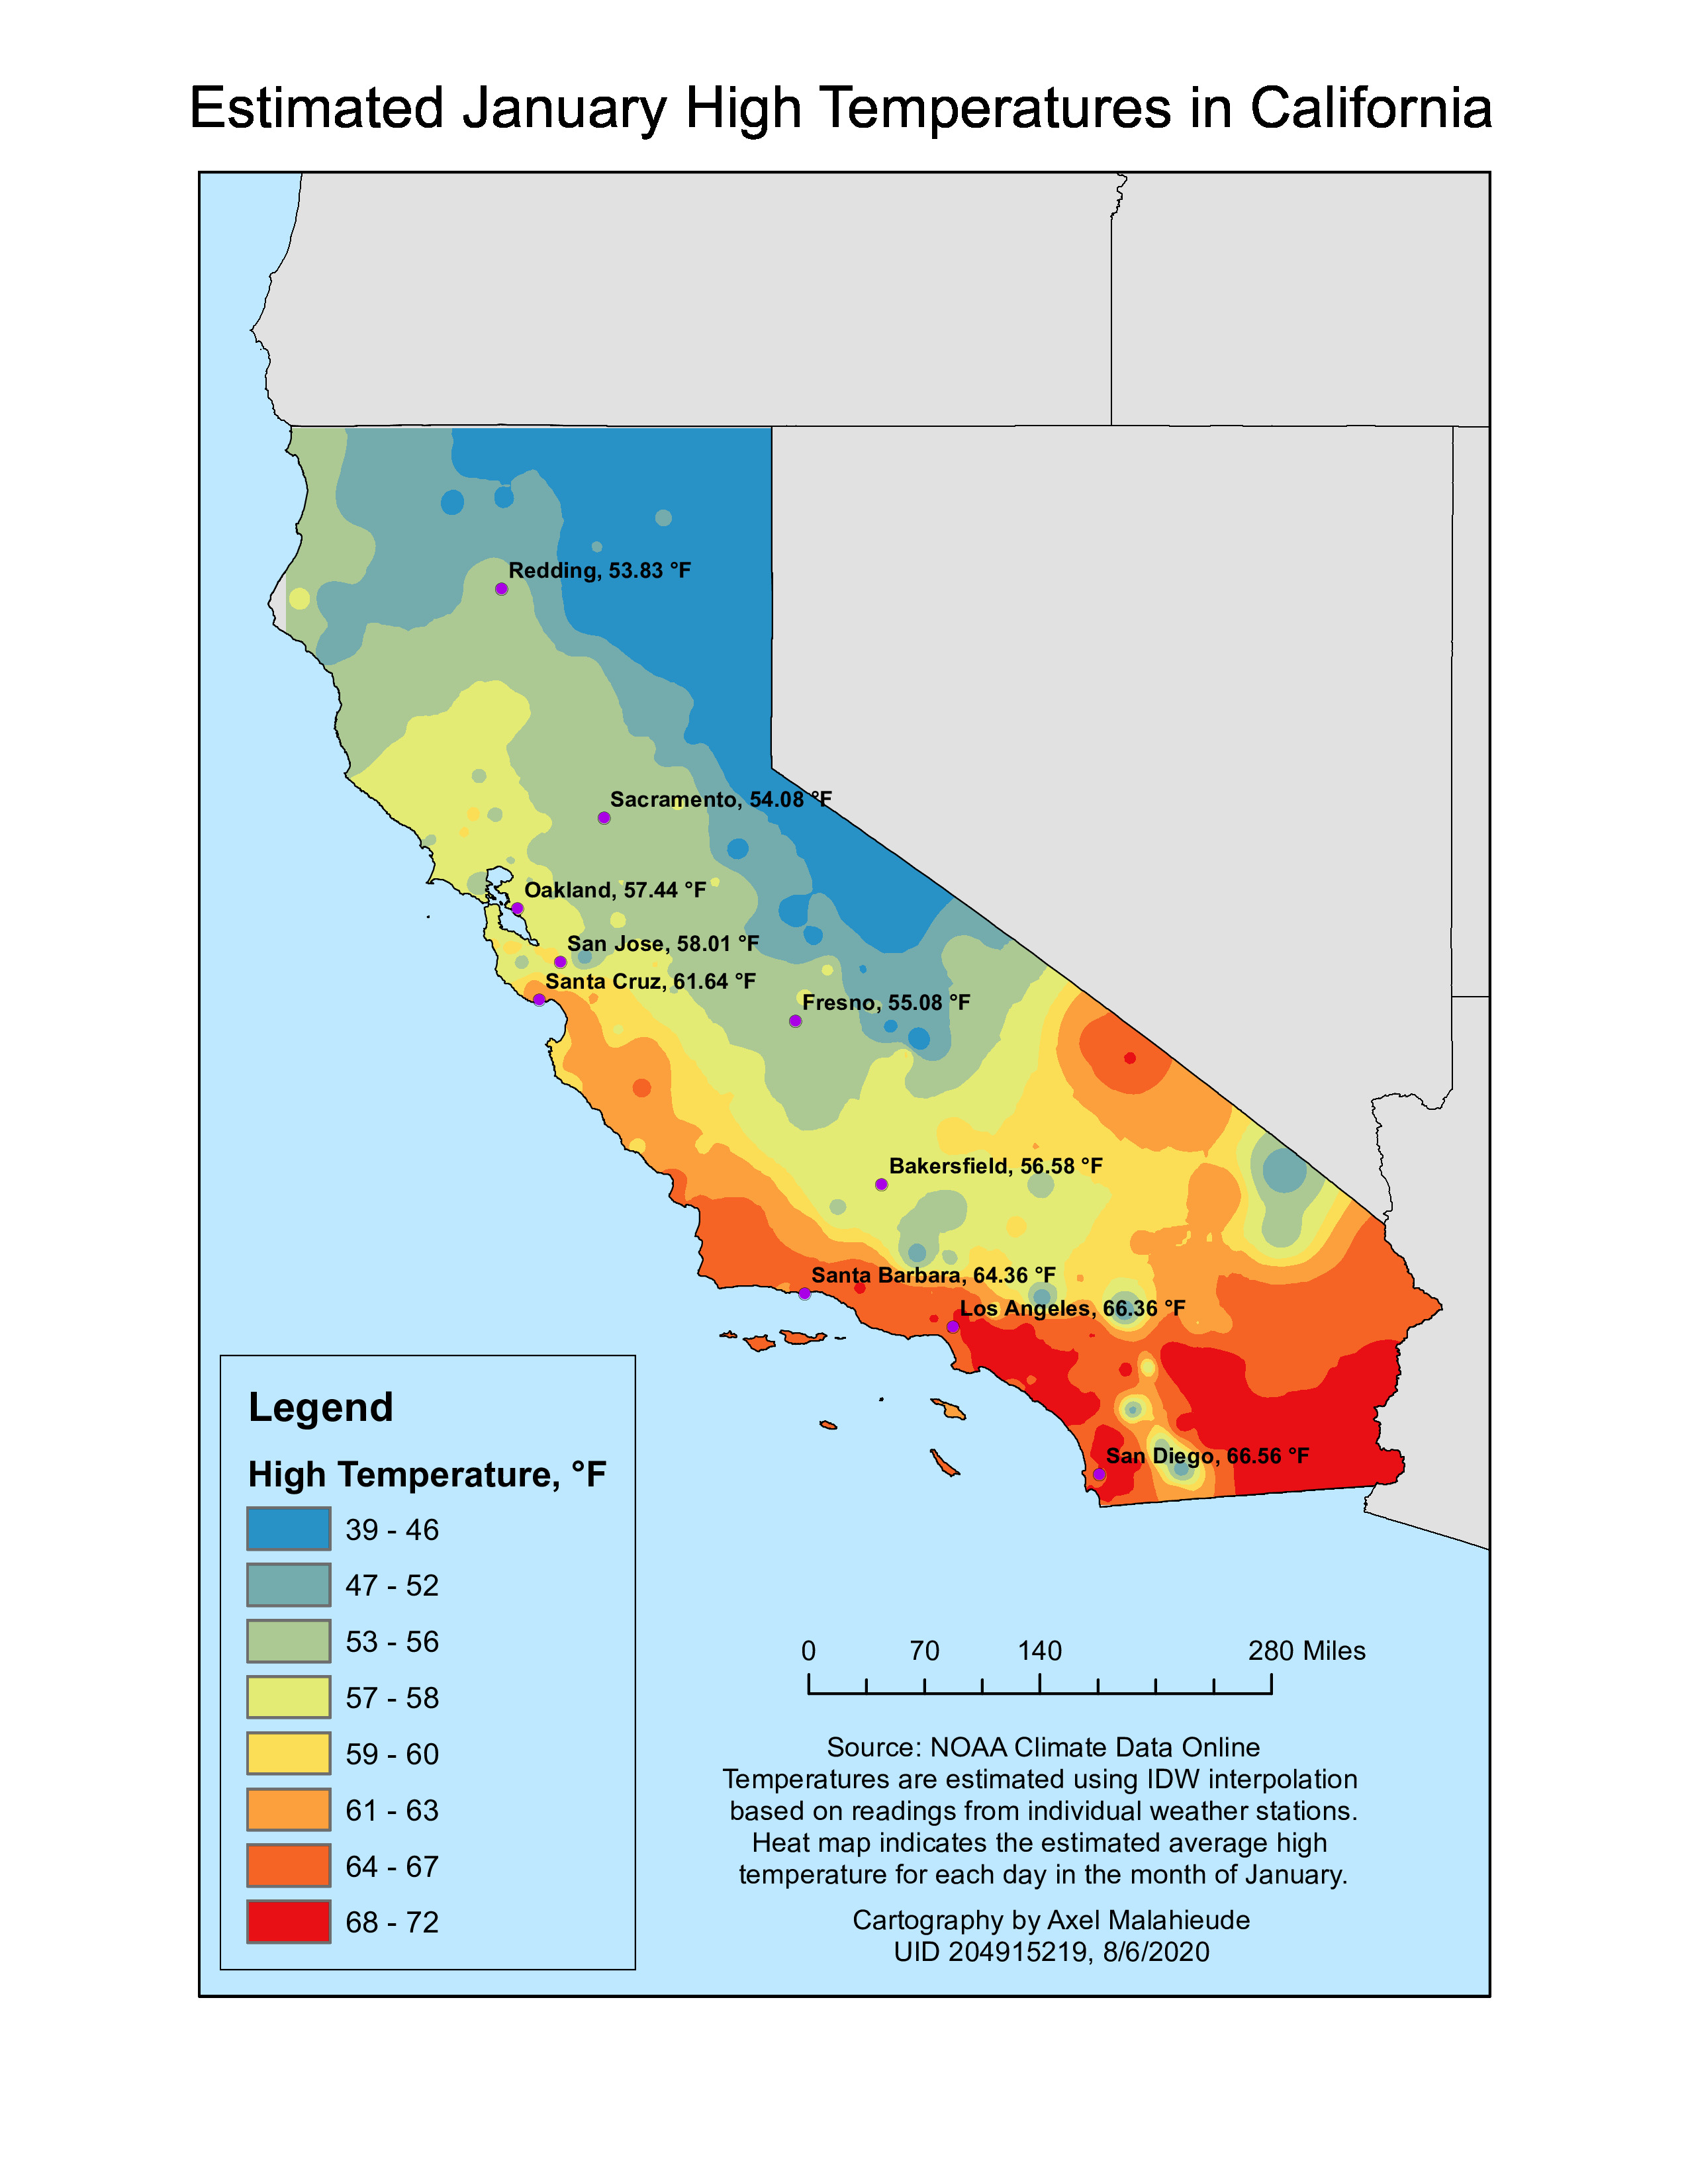 Estimated January High Temperatures in California
Redding, 53.83 °F
Sacramento, 54.08 °F
Oakland, 57.44 °F
San Jose, 58.01 °F
Santa Cruz, 61.64 °F
Fresno, 55.08 °F
Bakersfield, 56.58 °F
Santa Barbara, 64.36 °F
Los Angeles, 66.36 °F
San Diego, 66.56 °F
Legend
High Temperature, °F
39 - 46
47 - 52
53 - 56
57 - 58
59 - 60
61 - 63
64 - 67
68 - 72
0 70 140 280 Miles
Source: NOAA Climate Data Online
Temperatures are estimated using IDW interpolation
based on readings from individual weather stations.
Heat map indicates the estimated average high
temperature for each day in the month of January.
Cartography by Axel Malahieude
UID 204915219, 8/6/2020